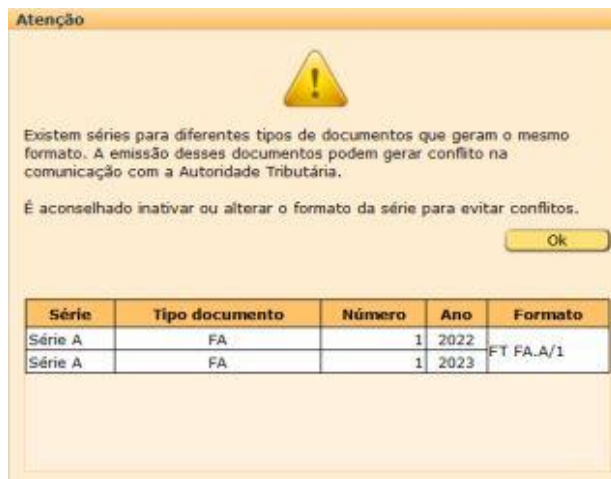 Atenção
Existem séries para diferentes tipos de documentos que geram o mesmo
formato. A emissão desses documentos podem gerar conflito na
comunicação com a Autoridade Tributária.
É aconselhado inativar ou alterar o formato da série para evitar conflitos.
Ok
Série Tipo documento Número Ano Formato
Série A FA 1 2022 FT FA.A/1
Série A FA 1 2023